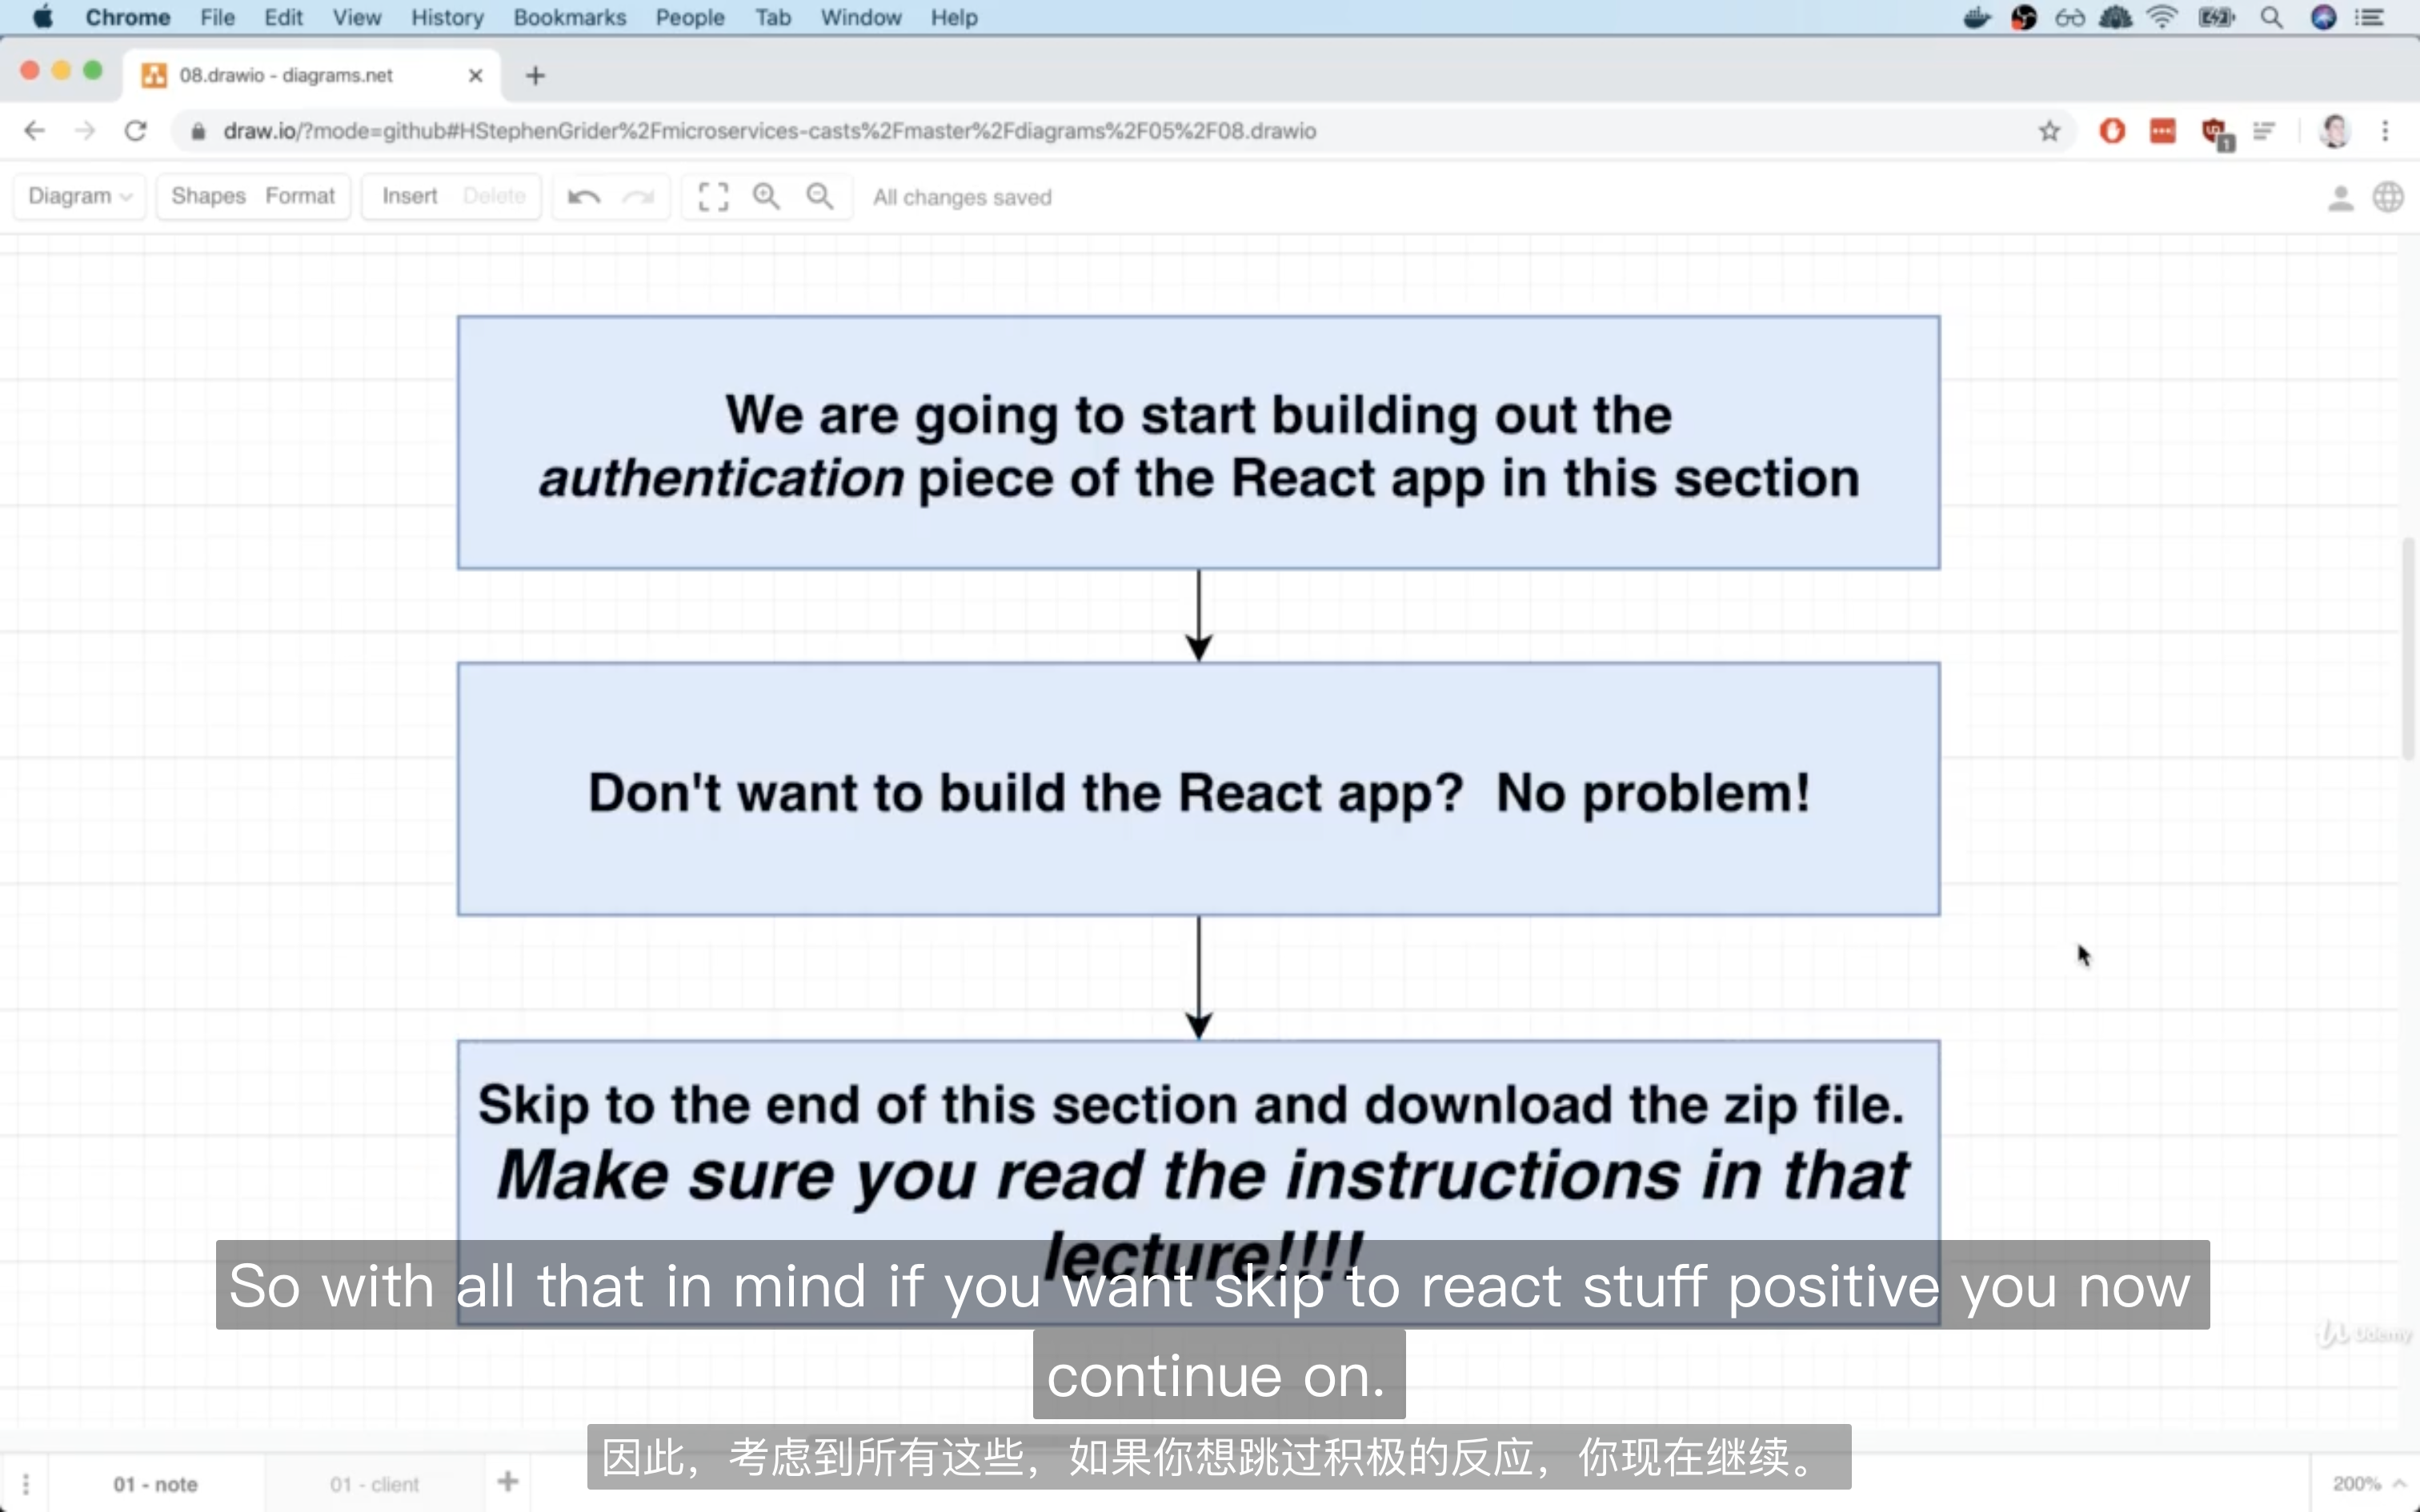 Chrome File Edit View History Bookmarks People Tab Window Help
08.drawio - diagrams.net
draw.io/?mode=github#HStephenGrider%2Fmicroservices-casts%2Fmaster%2Fdiagrams%2F05%2F08.drawio
1
Diagram Shapes Format Insert Delete All changes saved
We are going to start building out the
authentication piece of the React app in this section
Don't want to build the React app? No problem!
Skip to the end of this section and download the zip file.
Make sure you read the instructions in that
lecture!!!!
So with all that in mind if you want skip to react stuff positive you now
continue on.
Udemy
因此，考虑到所有这些，如果你想跳过积极的反应，你现在继续。
01 - note 01 - client 200%